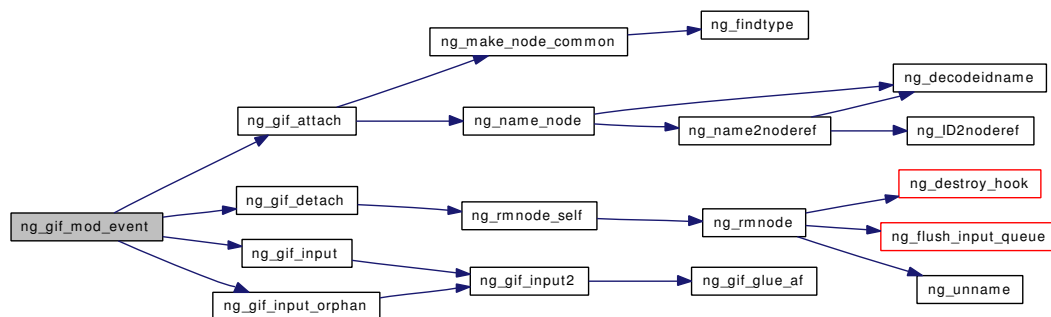 ng_findtype
ng_make_node_common
ng_decodeidname
ng_gif_attach
ng_name_node
ng_name2noderef
ng_ID2noderef
ng_destroy_hook
ng_gif_detach
ng_rmnode_self
ng_rmnode
ng_gif_mod_event
ng_flush_input_queue
ng_gif_input
ng_gif_input2
ng_gif_glue_af
ng_unname
ng_gif_input_orphan